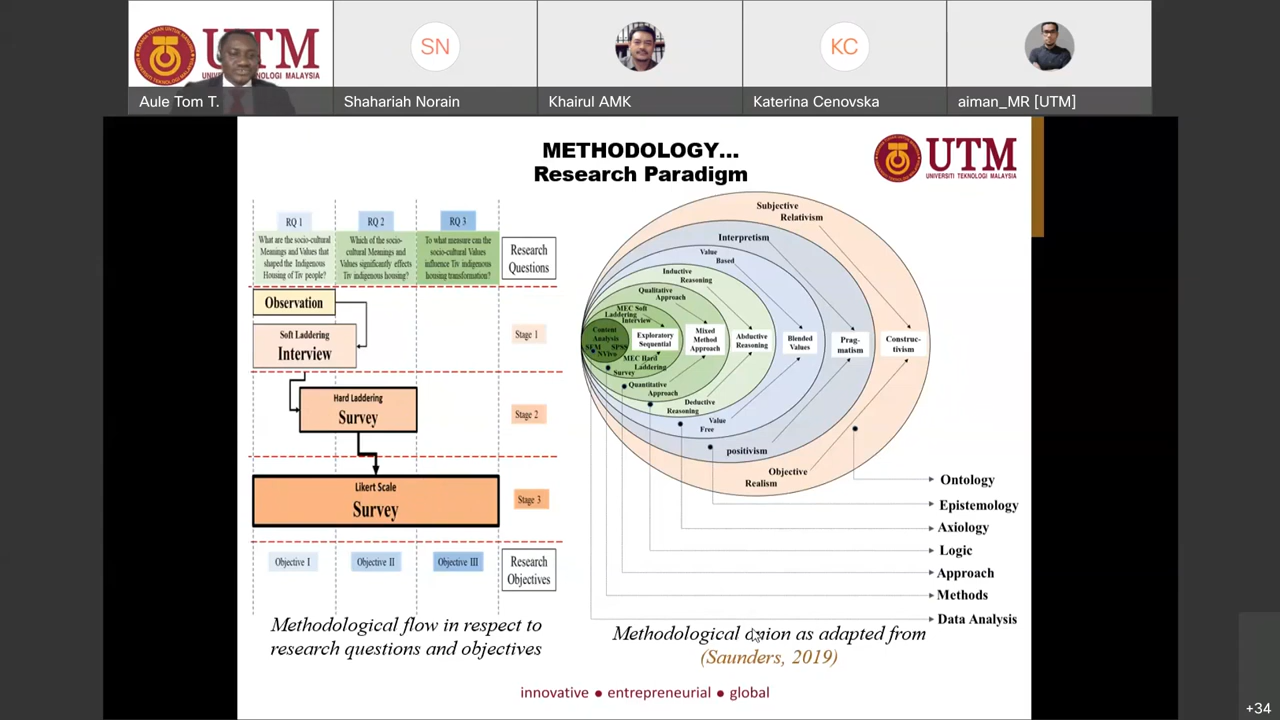 UTM
UNIVERSITI TEKNOLOGI MALAYSIA
SN
KC
Aule Tom T.
Shahariah Norain
Khairul AMK
Katerina Cenovska
aiman_MR [UTM]
METHODOLOGY...
Research Paradigm
UTM
UNIVERSITI TEKNOLOGI MALAYSIA
RQ 1
RQ 2
RQ 3
What are the socio-cultural
Meanings and Values that
shaped the Indigenous
Housing of Tiv people?
Which of the socio-
cultural Meanings and
Values significantly effects
Tiv indigenous housing?
To what measure can the
socio-cultural Values
influence Tiv indigenous
housing transformation?
Research
Questions
Observation
Soft Laddering
Interview
Stage 1
Hard Laddering
Survey
Stage 2
Likert Scale
Survey
Stage 3
Objective I
Objective II
Objective III
Research
Objectives
Methodological flow in respect to
research questions and objectives
Subjective
Relativism
Interpretism
Value
Based
Inductive
Reasoning
Qualitative
Approach
MEC Soft
Laddering
Interview
Content
Analysis
SEM SPSS
NVivo
Exploratory
Sequential
Mixed
Method
Approach
Abductive
Reasoning
Blended
Values
Prag-
matism
Construc-
tivism
MEC Hard
Laddering
Survey
Quantitative
Approach
Deductive
Reasoning
Value
Free
positivism
Objective
Realism
Ontology
Epistemology
Axiology
Logic
Approach
Methods
Data Analysis
Methodological onion as adapted from
(Saunders, 2019)
innovative ● entrepreneurial ● global
+34